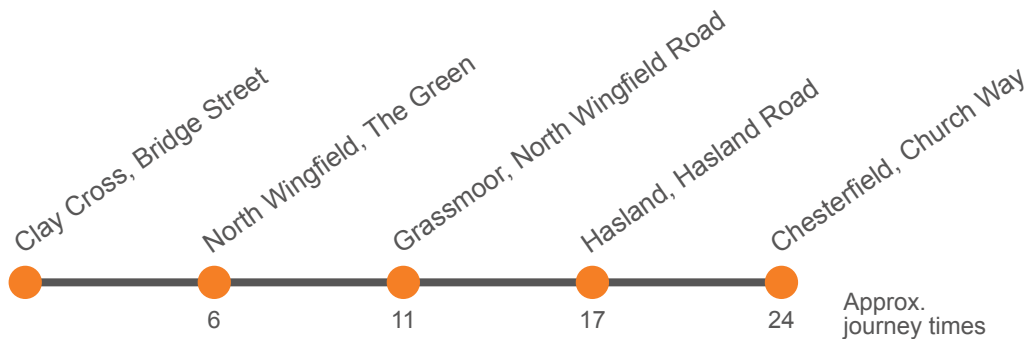 Clay Cross, Bridge Street
North Wingfield, The Green
Grassmoor, North Wingfield Road
Hasland, Hasland Road
Chesterfield, Church Way
6
11
17
24
Approx.
journey times